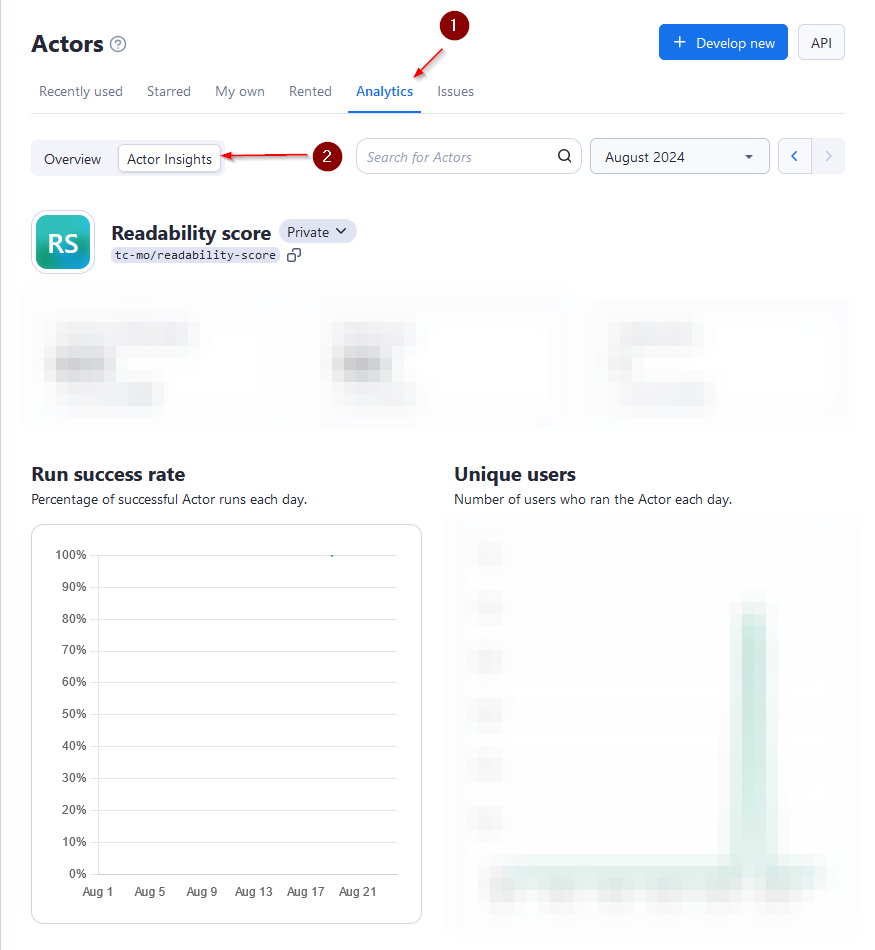 1
Actors ?
+ Develop new
API
Recently used Starred My own Rented Analytics Issues
Overview Actor Insights
2
Search for Actors
August 2024
RS
Readability score Private
tc-mo/readability-score
Run success rate
Percentage of successful Actor runs each day.
100%
90%
80%
70%
60%
50%
40%
30%
20%
10%
0%
Aug 1 Aug 5 Aug 9 Aug 13 Aug 17 Aug 21
Unique users
Number of users who ran the Actor each day.